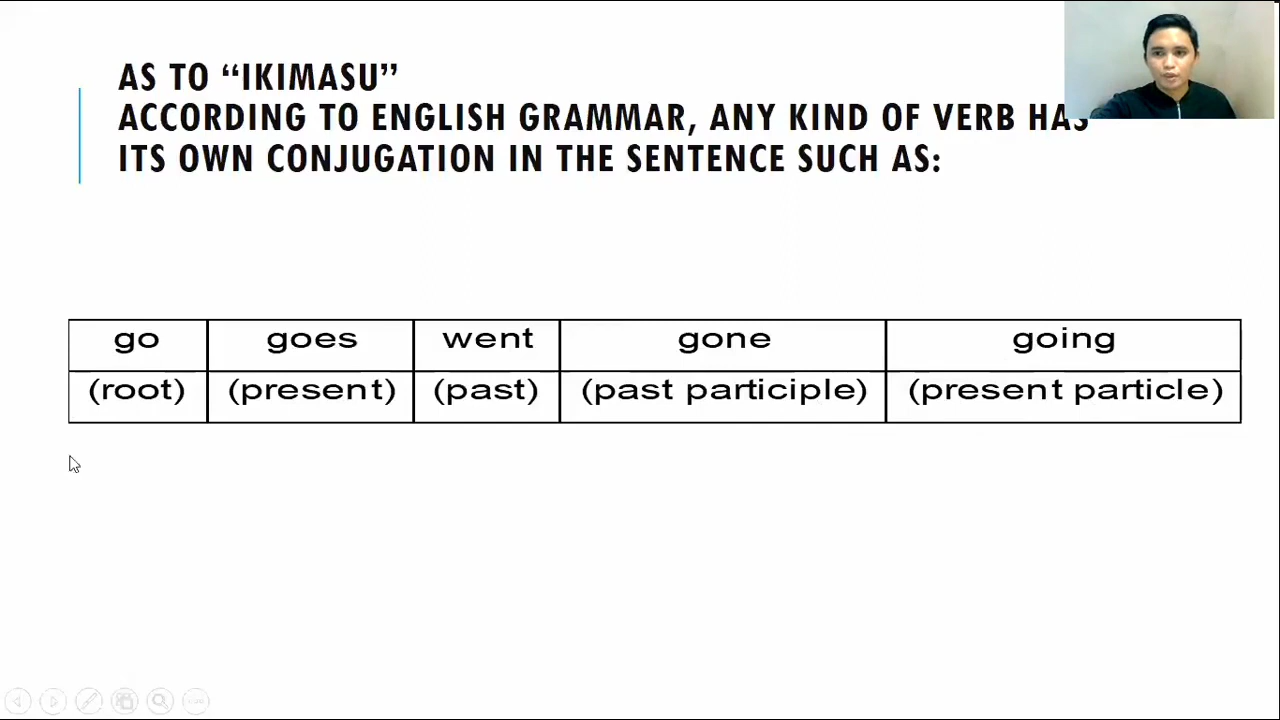 AS TO “IKIMASU”
ACCORDING TO ENGLISH GRAMMAR, ANY KIND OF VERB HAS
ITS OWN CONJUGATION IN THE SENTENCE SUCH AS:
go goes went gone going
(root) (present) (past) (past participle) (present particle)